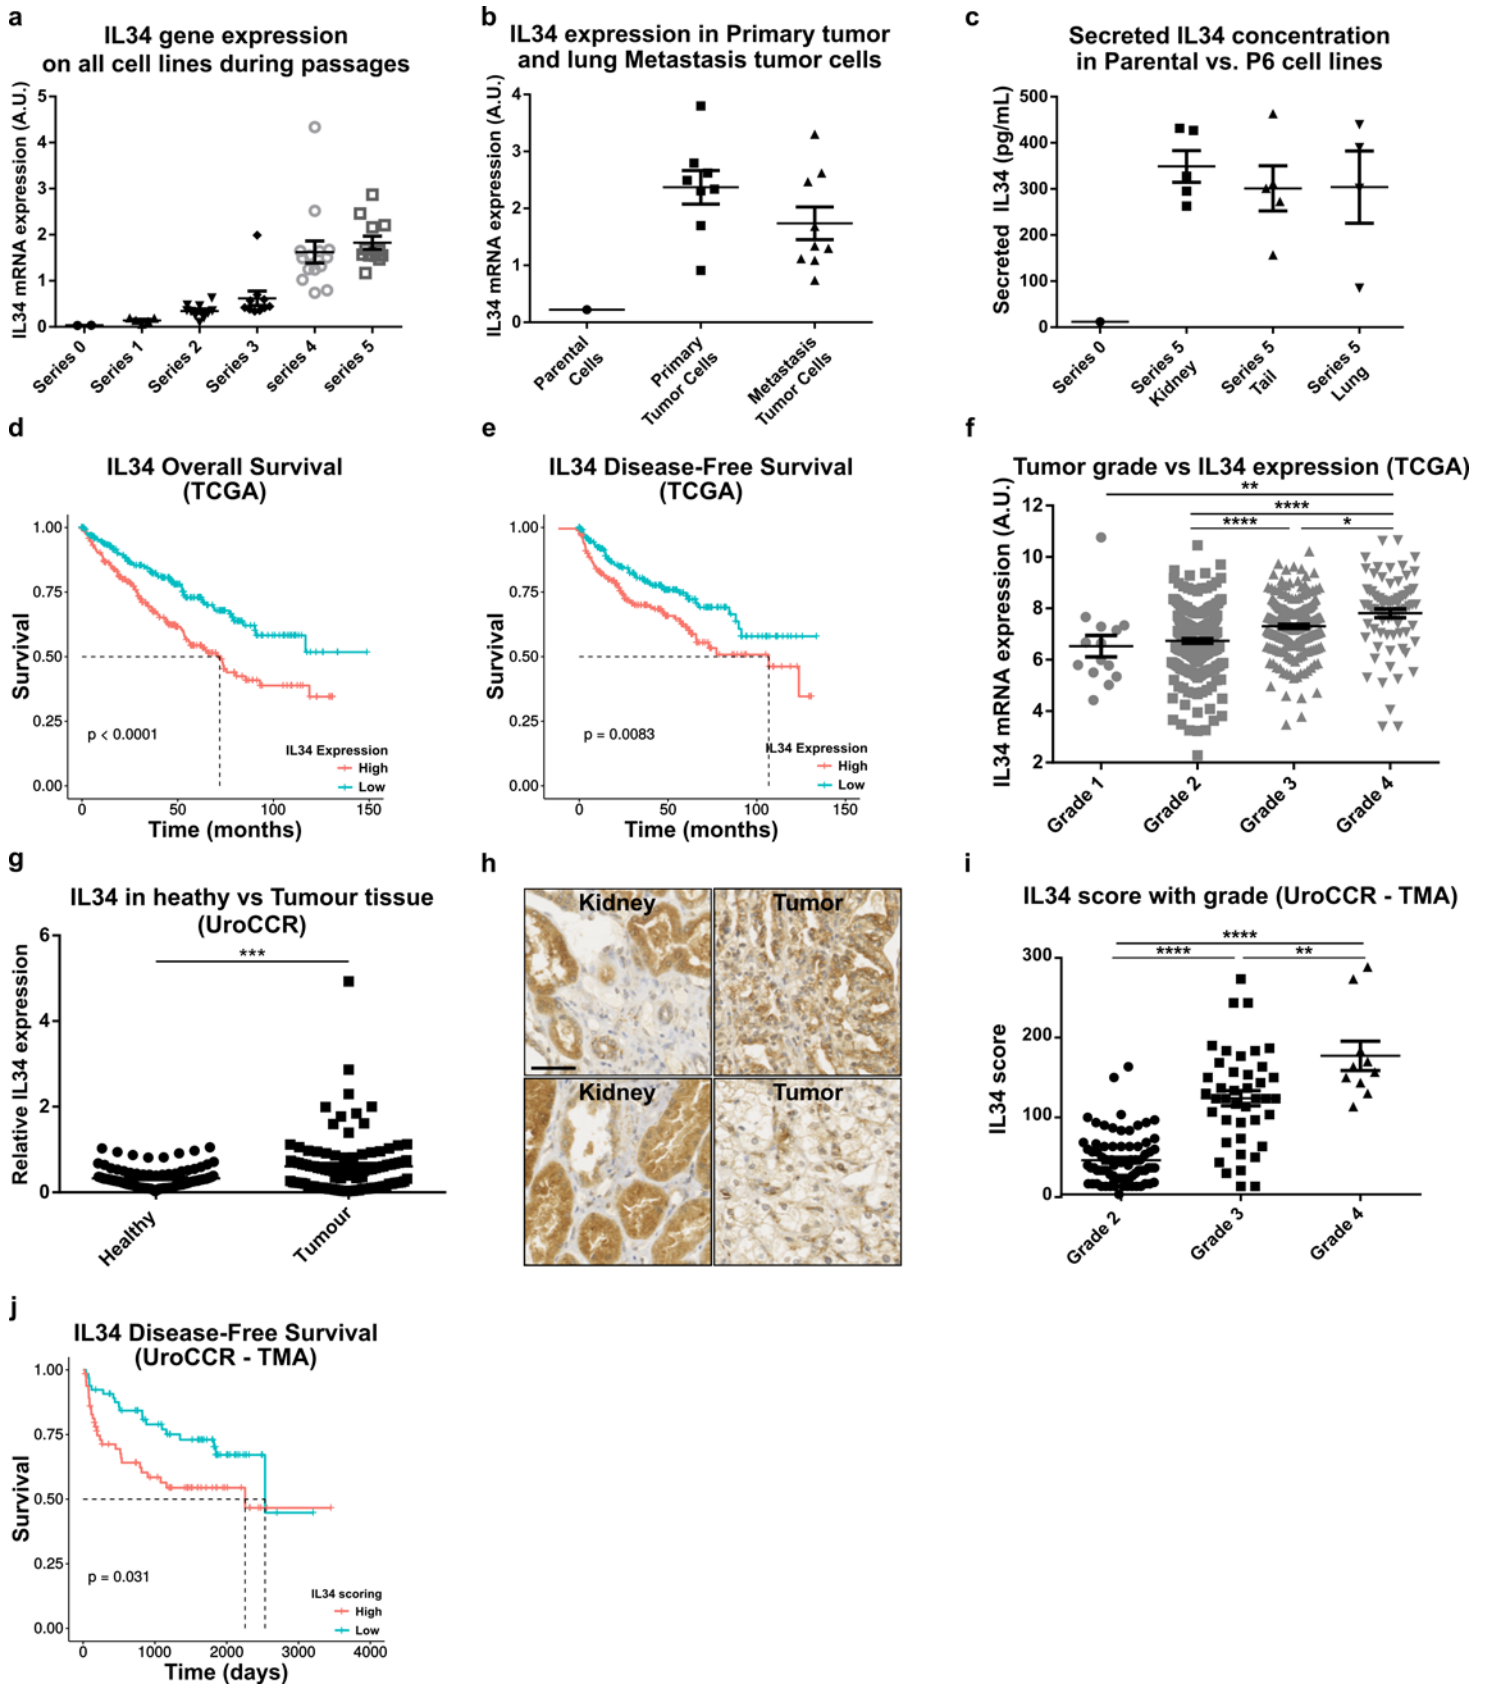 a
IL34 gene expression
on all cell lines during passages
IL34 mRNA expression (A.U.)
5
4
3
2
1
0
Series 0
Series 1
Series 2
Series 3
series 4
series 5
b
IL34 expression in Primary tumor
and lung Metastasis tumor cells
IL34 mRNA expression (A.U.)
4
3
2
1
0
Parental
Cells
Primary
Tumor Cells
Metastasis
Tumor Cells
c
Secreted IL34 concentration
in Parental vs. P6 cell lines
Secreted IL34 (pg/mL)
500
400
300
200
100
0
Series 0
Series 5
Kidney
Series 5
Tail
Series 5
Lung
d
IL34 Overall Survival
(TCGA)
Survival
1.00
0.75
0.50
0.25
0.00
p < 0.0001
IL34 Expression
High
Low
0 50 100 150
Time (months)
e
IL34 Disease-Free Survival
(TCGA)
Survival
1.00
0.75
0.50
0.25
0.00
p = 0.0083
IL34 Expression
High
Low
0 50 100 150
Time (months)
f
Tumor grade vs IL34 expression (TCGA)
**
****
**** *
IL34 mRNA expression (A.U.)
12
10
8
6
4
2
Grade 1
Grade 2
Grade 3
Grade 4
g
IL34 in heathy vs Tumour tissue
(UroCCR)
***
Relative IL34 expression
6
4
2
0
Healthy
Tumour
h
Kidney Tumor
Kidney Tumor
i
IL34 score with grade (UroCCR - TMA)
****
**** **
IL34 score
300
200
100
0
Grade 2
Grade 3
Grade 4
j
IL34 Disease-Free Survival
(UroCCR - TMA)
Survival
1.00
0.75
0.50
0.25
0.00
p = 0.031
IL34 scoring
High
Low
0 1000 2000 3000 4000
Time (days)